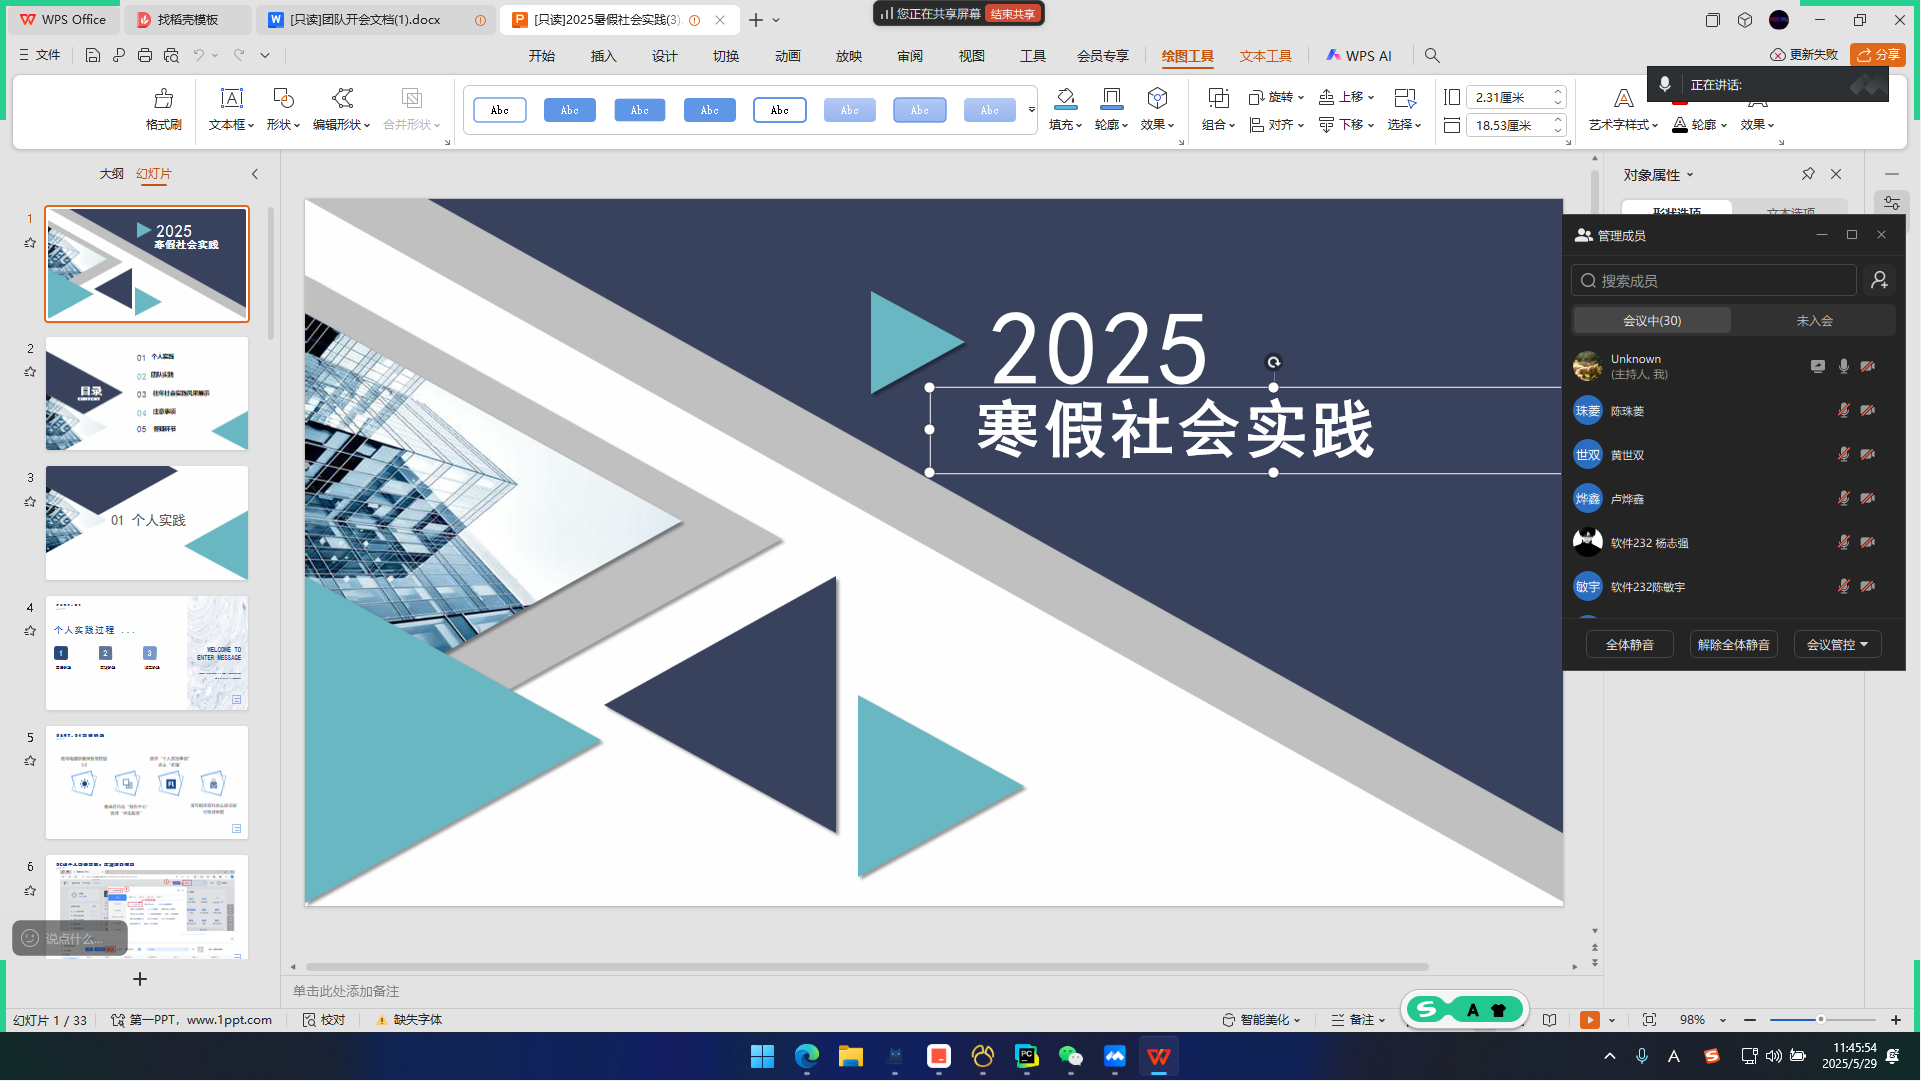 WPS Office
找稻壳模板
[只读]团队开会文档(1).docx
[只读]2025暑假社会实践(3).
您正在共享屏幕
结束共享
文件
开始
插入
设计
切换
动画
放映
审阅
视图
工具
会员专享
绘图工具
文本工具
WPS AI
更新失败
分享
正在讲话:
格式刷
文本框
形状
编辑形状
合并形状
Abc
Abc
Abc
Abc
Abc
Abc
Abc
Abc
填充
轮廓
效果
组合
旋转
对齐
上移
下移
选择
2.31厘米
18.53厘米
艺术字样式
轮廓
效果
大纲
幻灯片
对象属性
形状选项
文本选项
1
2025
寒假社会实践
2
目录
01 个人实践
02 团队实践
03 往年社会实践风采展示
04 注意事项
05 答疑环节
3
01 个人实践
4
个人实践过程 ...
1
2
3
WELCOME TO
ENTER MESSAGE
5
6
说点什么...
2025
寒假社会实践
管理成员
搜索成员
会议中(30)
未入会
Unknown
(主持人, 我)
珠菱
陈珠菱
世双
黄世双
烨鑫
卢烨鑫
软件232 杨志强
敏宇
软件232陈敏宇
全体静音
解除全体静音
会议管控
单击此处添加备注
幻灯片 1 / 33
第一PPT，www.1ppt.com
校对
缺失字体
智能美化
备注
S
A
98%
PC
A
11:45:54
2025/5/29